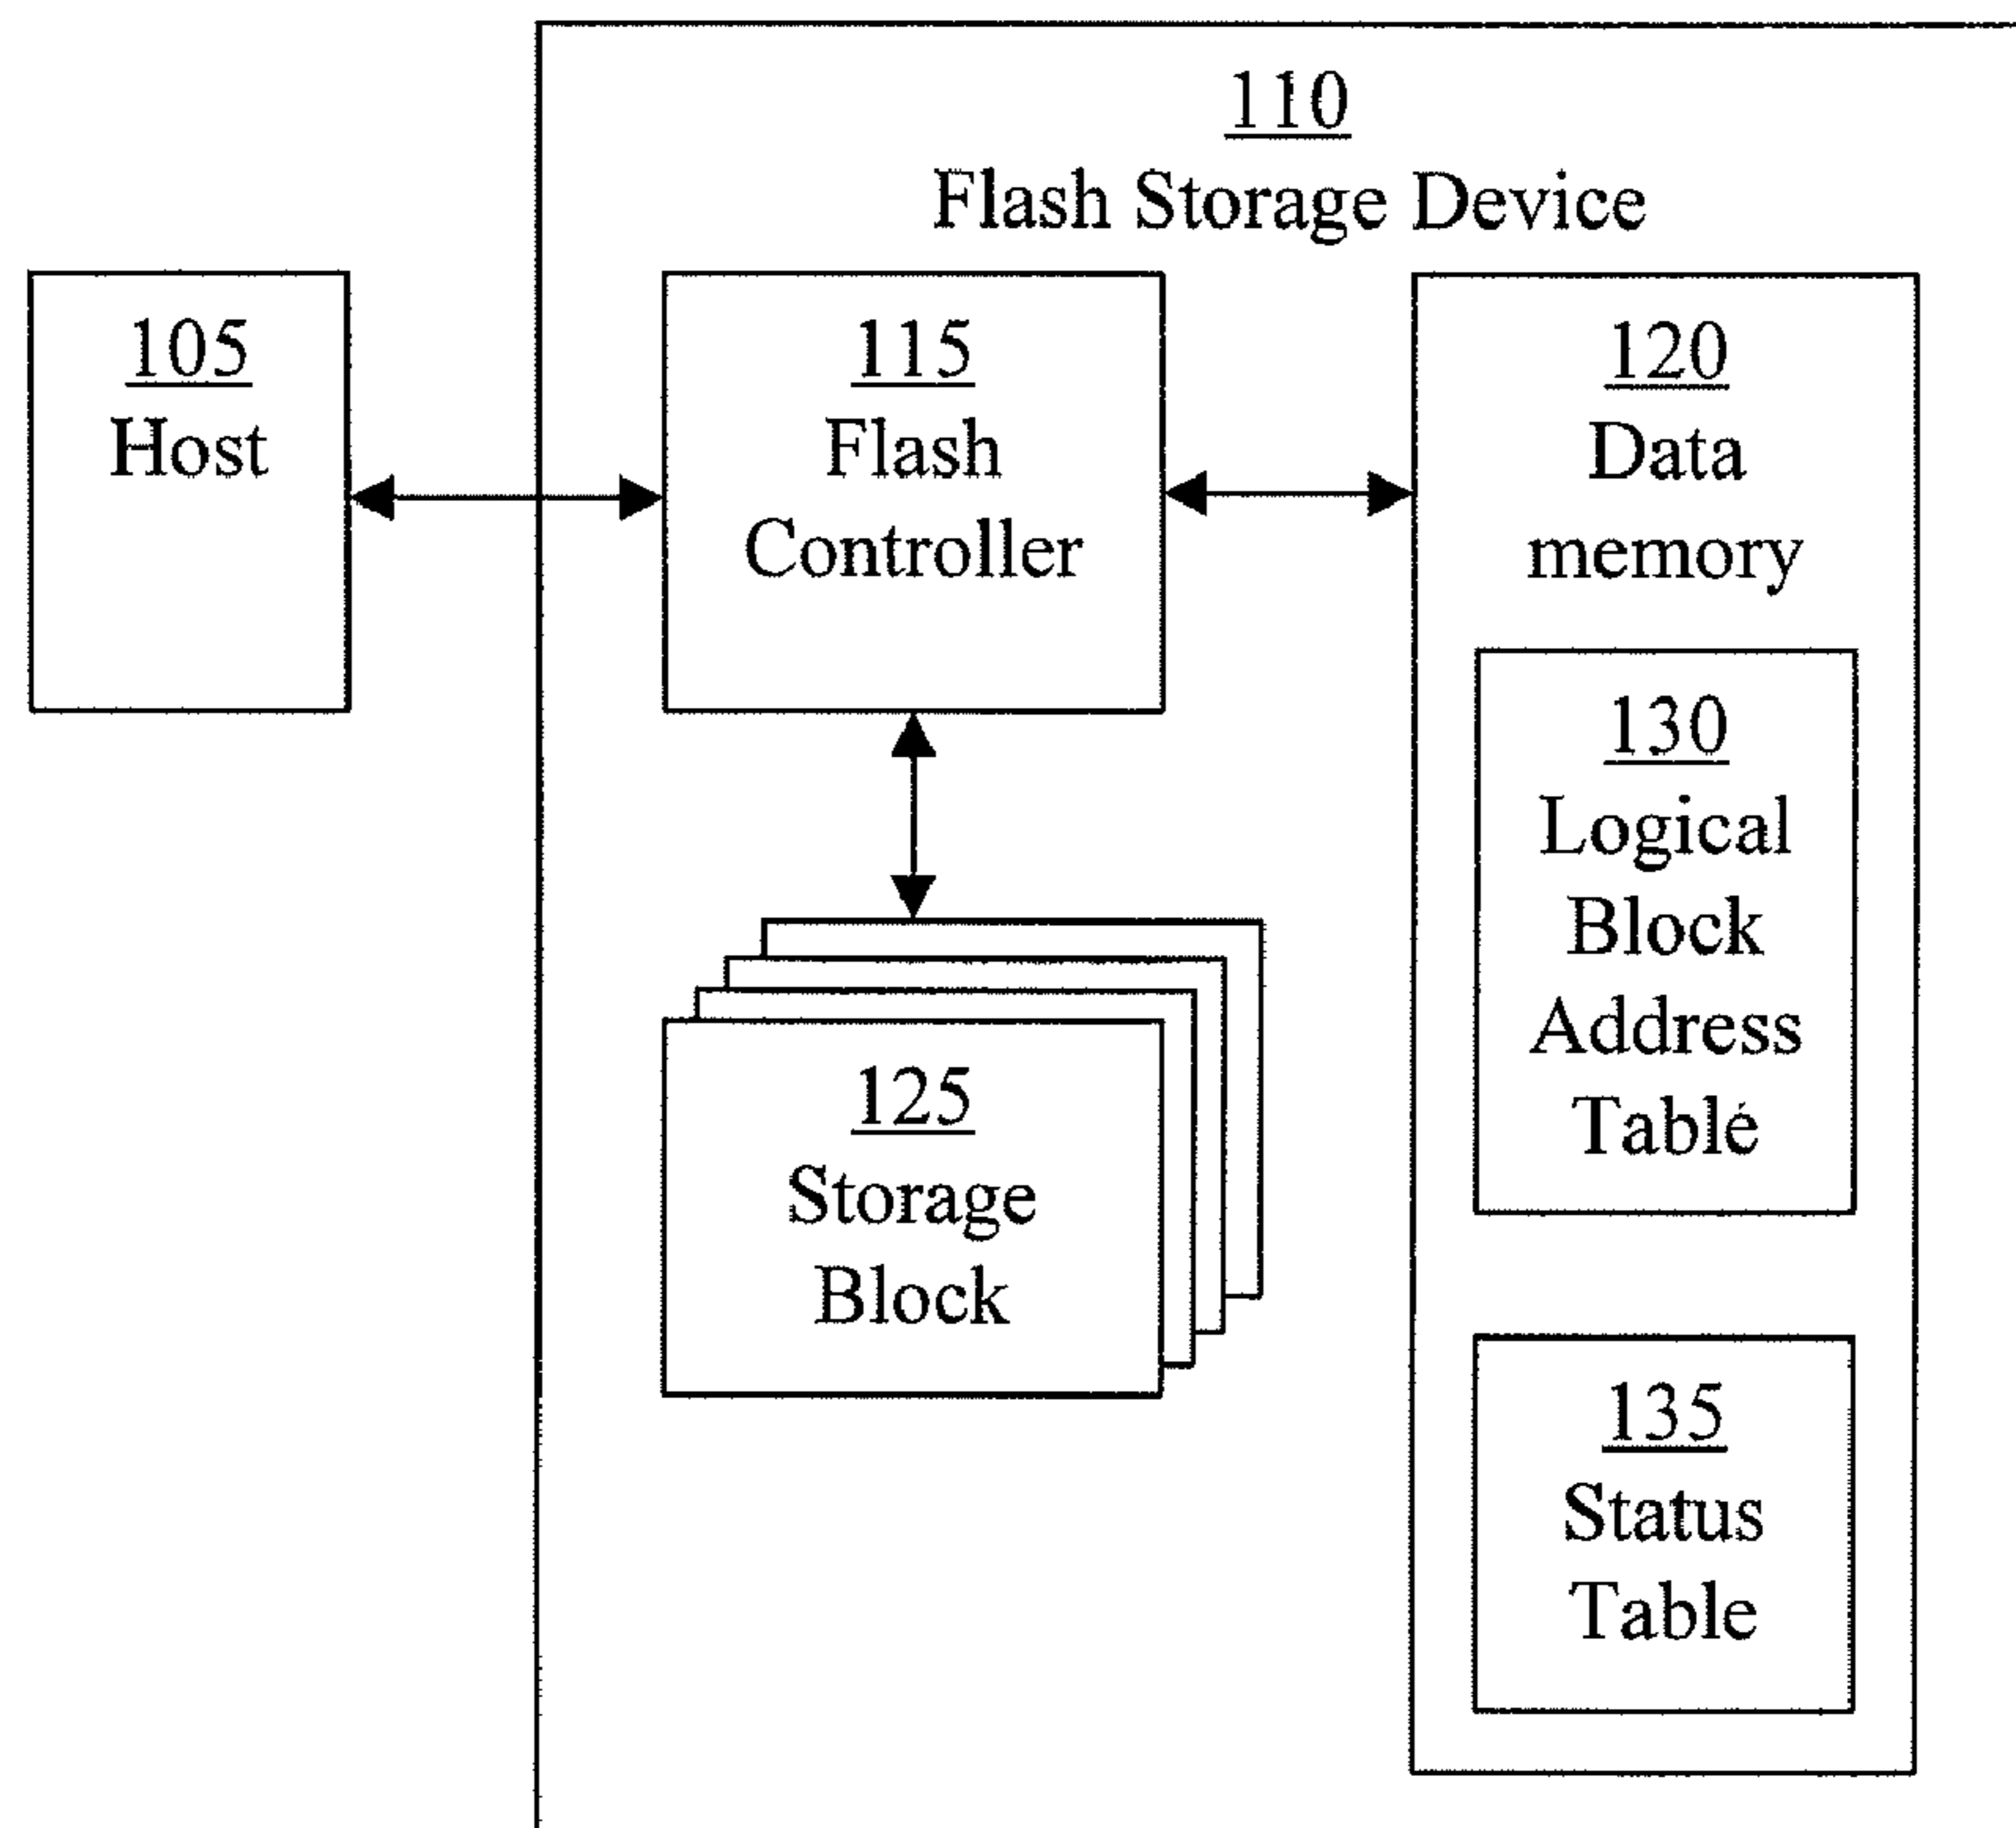 110
Flash Storage Device
105
Host
115
Flash
Controller
120
Data
memory
130
Logical
Block
Address
Table
125
Storage
Block
135
Status
Table